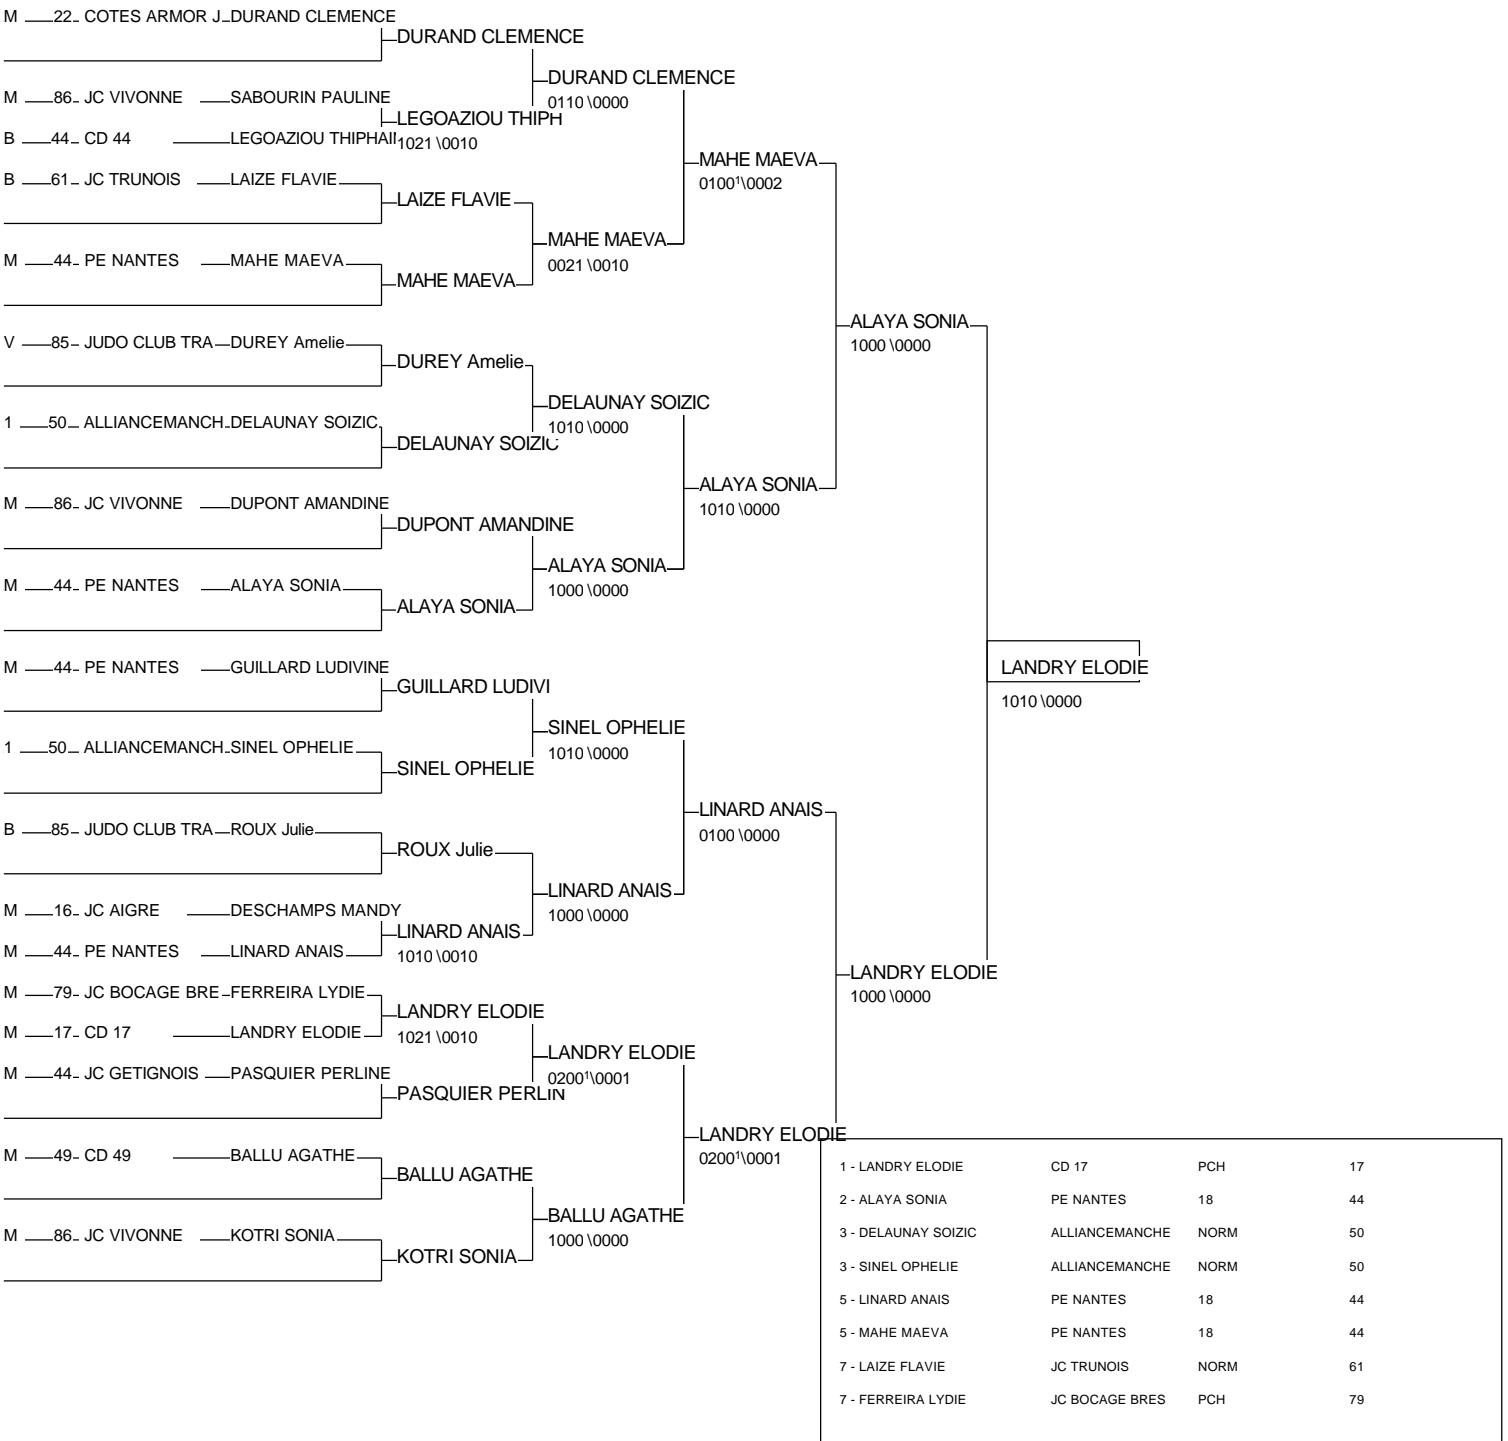 M 22 COTES ARMOR J DURAND CLEMENCE
DURAND CLEMENCE
DURAND CLEMENCE
0110 \0000
M 86 JC VIVONNE SABOURIN PAULINE
LEGOAZIOU THIPH
1021 \0010
B 44 CD 44 LEGOAZIOU THIPHAI
MAHE MAEVA
0100¹\0002
B 61 JC TRUNOIS LAIZE FLAVIE
LAIZE FLAVIE
MAHE MAEVA
0021 \0010
M 44 PE NANTES MAHE MAEVA
MAHE MAEVA
ALAYA SONIA
1000 \0000
V 85 JUDO CLUB TRA DUREY Amelie
DUREY Amelie
DELAUNAY SOIZIC
1010 \0000
1 50 ALLIANCEMANCH DELAUNAY SOIZIC
DELAUNAY SOIZIC
ALAYA SONIA
1010 \0000
M 86 JC VIVONNE DUPONT AMANDINE
DUPONT AMANDINE
ALAYA SONIA
1000 \0000
M 44 PE NANTES ALAYA SONIA
ALAYA SONIA
LANDRY ELODIE
1010 \0000
M 44 PE NANTES GUILLARD LUDIVINE
GUILLARD LUDIVI
SINEL OPHELIE
1010 \0000
1 50 ALLIANCEMANCH SINEL OPHELIE
SINEL OPHELIE
LINARD ANAIS
0100 \0000
B 85 JUDO CLUB TRA ROUX Julie
ROUX Julie
LINARD ANAIS
1000 \0000
M 16 JC AIGRE DESCHAMPS MANDY
LINARD ANAIS
1010 \0010
M 44 PE NANTES LINARD ANAIS
LANDRY ELODIE
1000 \0000
M 79 JC BOCAGE BRE FERREIRA LYDIE
LANDRY ELODIE
1021 \0010
M 17 CD 17 LANDRY ELODIE
LANDRY ELODIE
0200¹\0001
M 44 JC GETIGNOIS PASQUIER PERLINE
PASQUIER PERLIN
LANDRY ELODIE
0200¹\0001
M 49 CD 49 BALLU AGATHE
BALLU AGATHE
BALLU AGATHE
1000 \0000
M 86 JC VIVONNE KOTRI SONIA
KOTRI SONIA
1 - LANDRY ELODIE CD 17 PCH 17
2 - ALAYA SONIA PE NANTES 18 44
3 - DELAUNAY SOIZIC ALLIANCEMANCHE NORM 50
3 - SINEL OPHELIE ALLIANCEMANCHE NORM 50
5 - LINARD ANAIS PE NANTES 18 44
5 - MAHE MAEVA PE NANTES 18 44
7 - LAIZE FLAVIE JC TRUNOIS NORM 61
7 - FERREIRA LYDIE JC BOCAGE BRES PCH 79